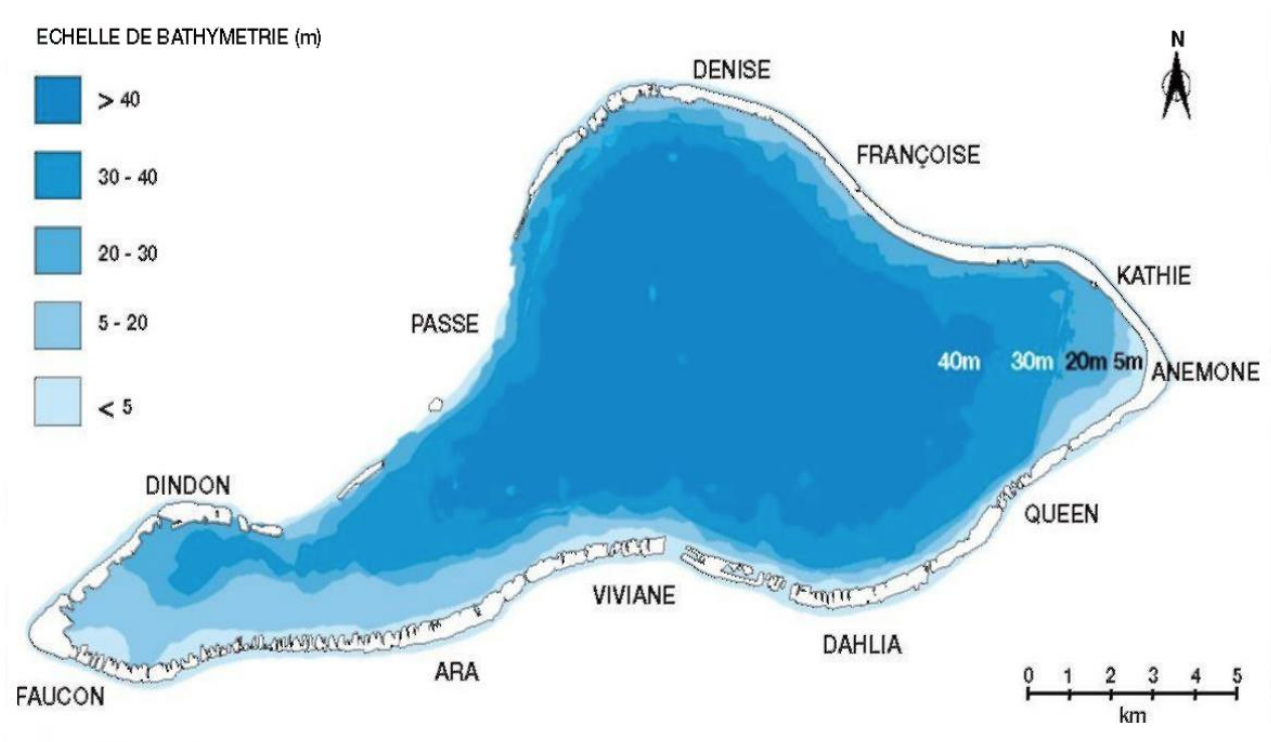 ECHELLE DE BATHYMETRIE (m)
> 40
30 - 40
20 - 30
5 - 20
< 5
N
DENISE
FRANÇOISE
KATHIE
PASSE
40m 30m 20m 5m
ANEMONE
DINDON
QUEEN
VIVIANE
DAHLIA
ARA
FAUCON
0 1 2 3 4 5
km